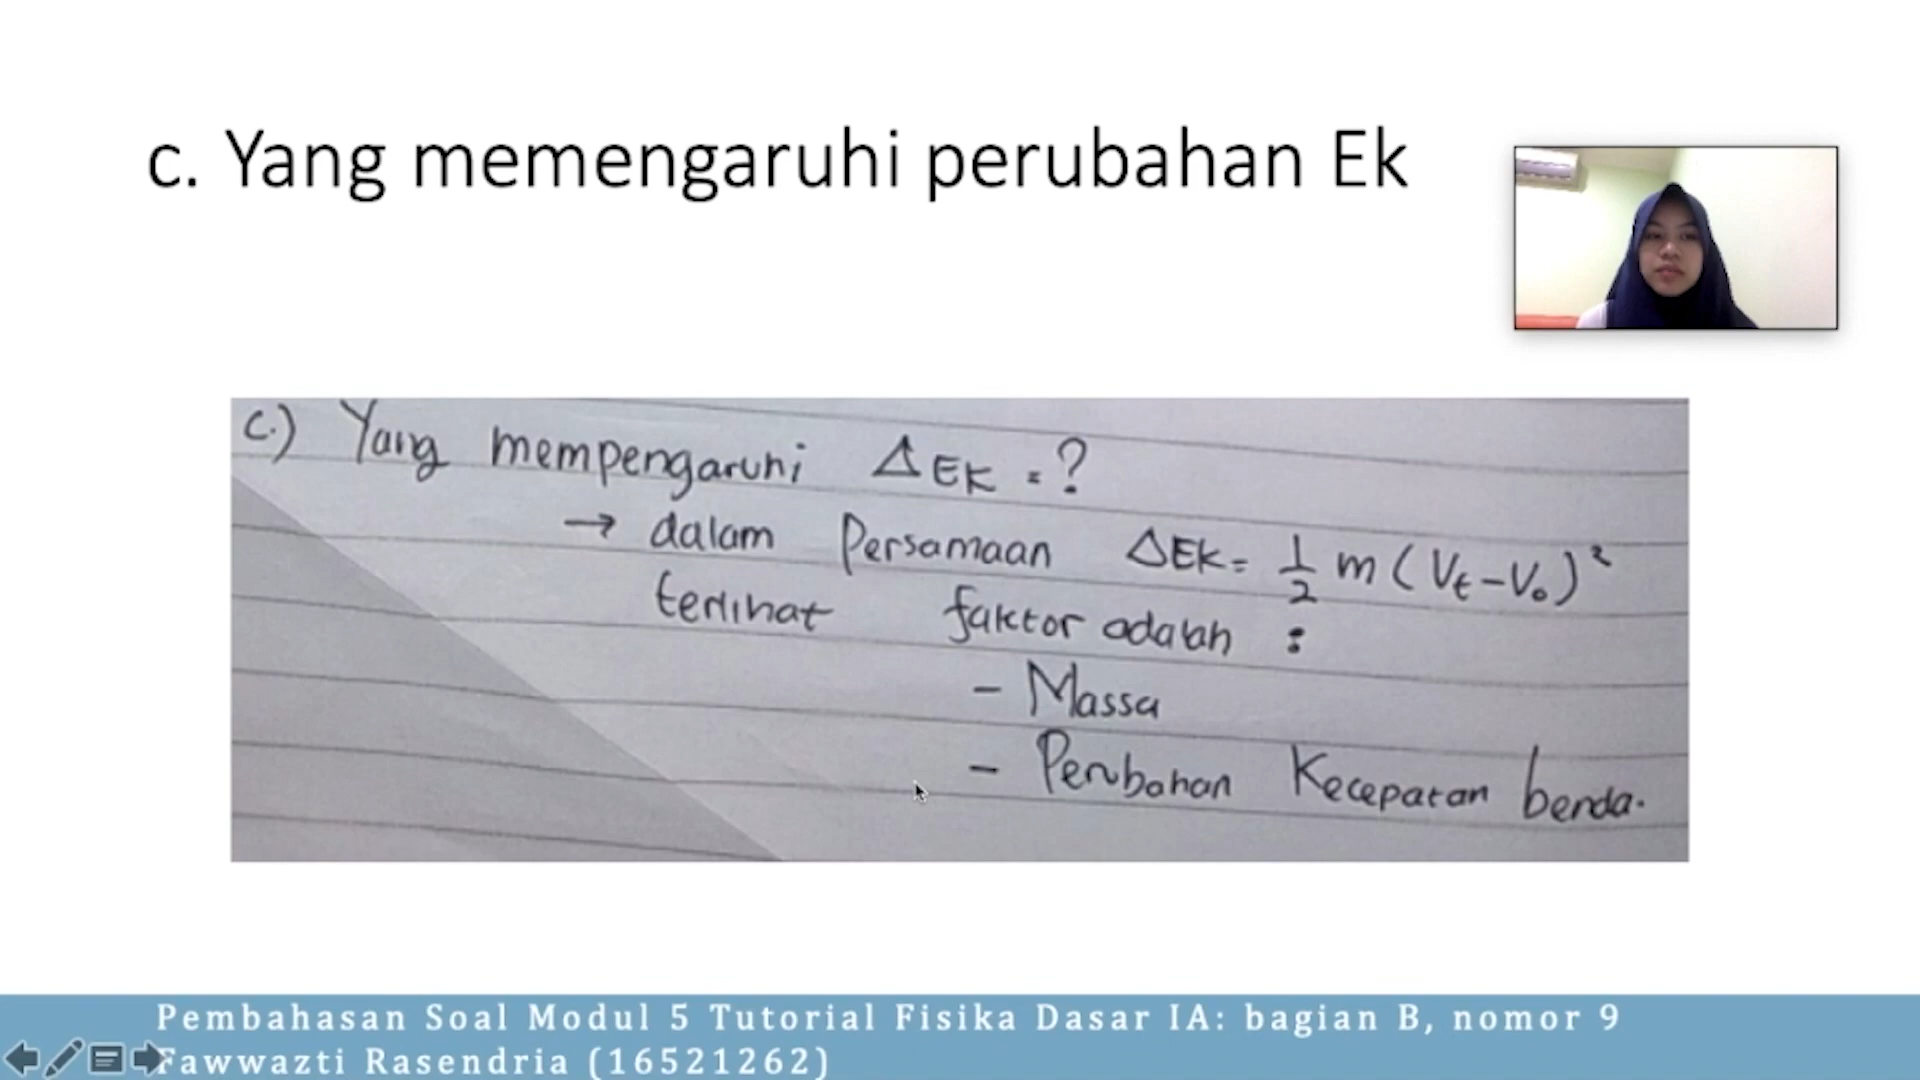 c. Yang memengaruhi perubahan Ek
c.) Yang mempengaruhi ΔEK = ?
→ dalam Persamaan ΔEK = 1/2 m (Vt - Vo)²
terlihat faktor adalah :
- Massa
- Perubahan Kecepatan benda.
Pembahasan Soal Modul 5 Tutorial Fisika Dasar IA: bagian B, nomor 9
Fawwazti Rasendria (16521262)